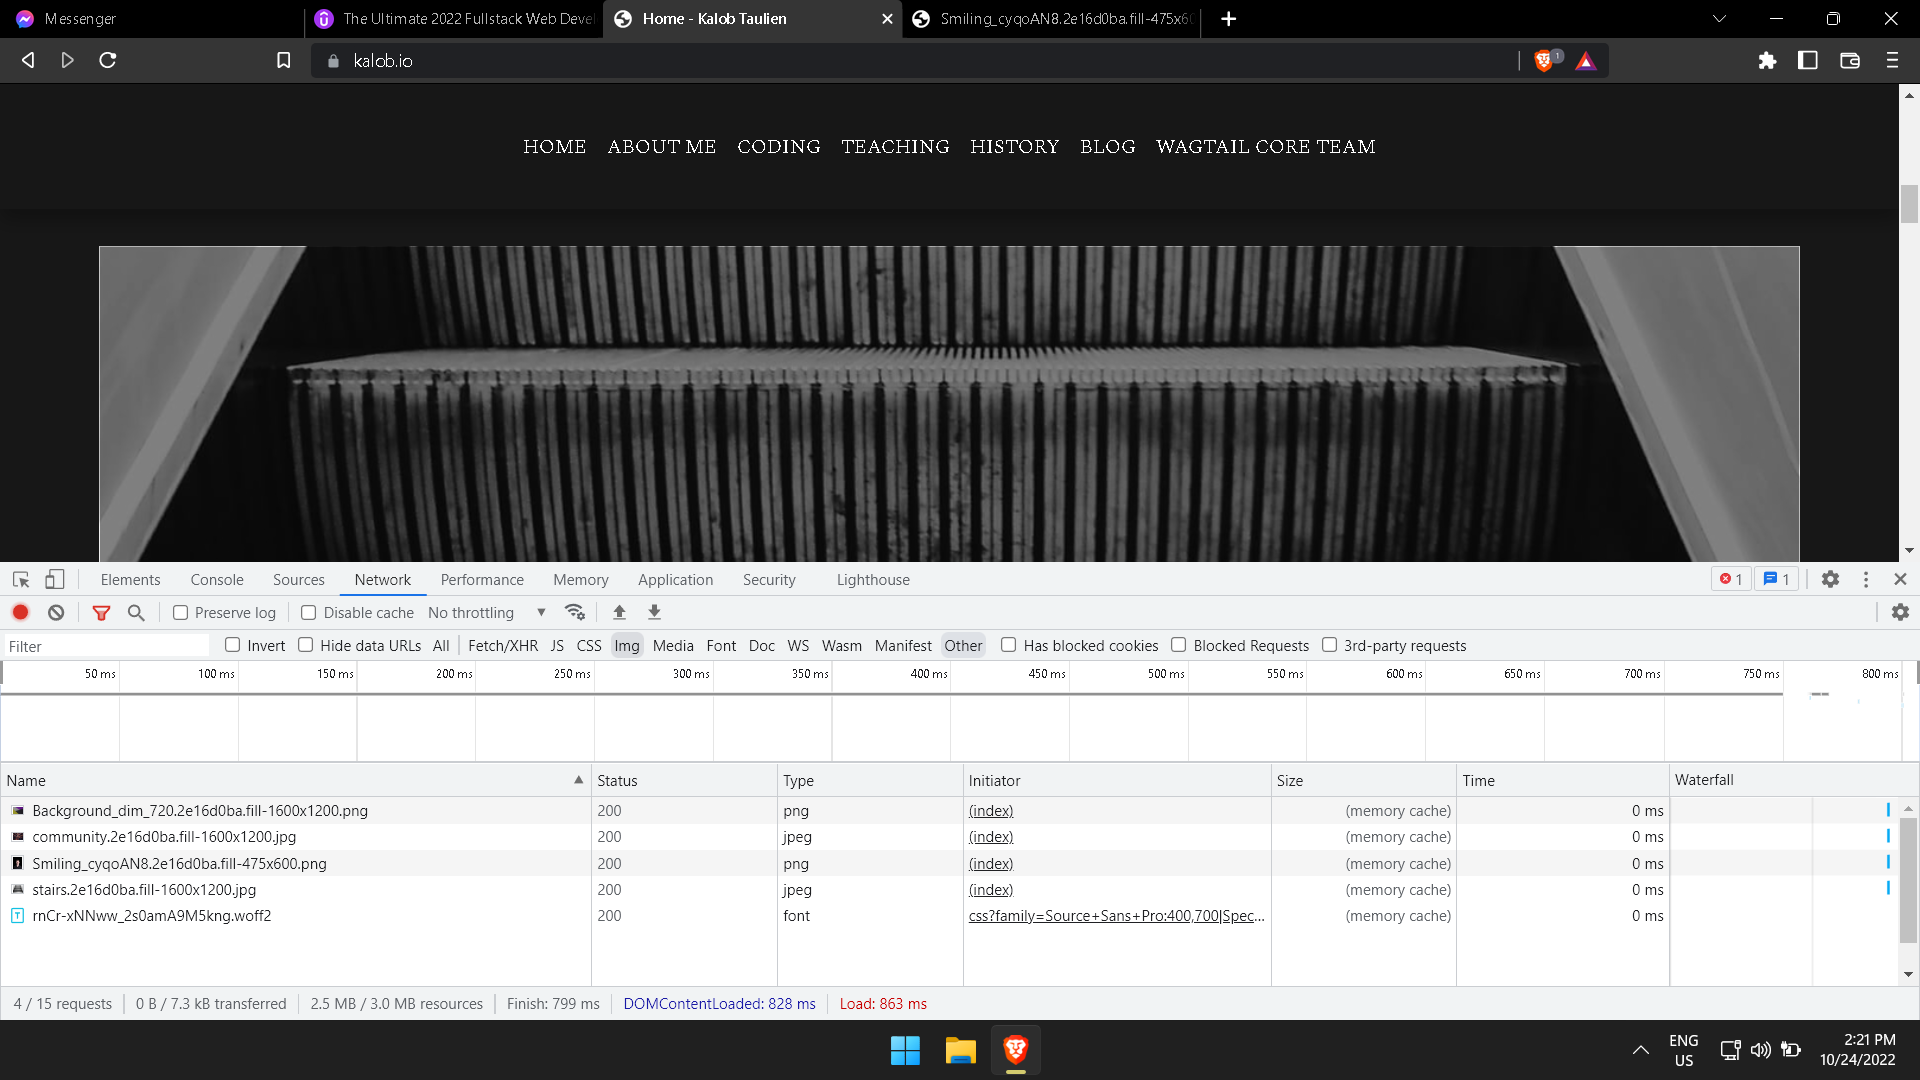 Messenger
The Ultimate 2022 Fullstack Web Devel
Home - Kalob Taulien
Smiling_cyqoAN8.2e16d0ba.fill-475x60
kalob.io
1
HOME ABOUT ME CODING TEACHING HISTORY BLOG WAGTAIL CORE TEAM
Elements Console Sources Network Performance Memory Application Security Lighthouse 1 1
Preserve log Disable cache No throttling
Filter Invert Hide data URLs All Fetch/XHR JS CSS Img Media Font Doc WS Wasm Manifest Other Has blocked cookies Blocked Requests 3rd-party requests
50 ms 100 ms 150 ms 200 ms 250 ms 300 ms 350 ms 400 ms 450 ms 500 ms 550 ms 600 ms 650 ms 700 ms 750 ms 800 ms
Name Status Type Initiator Size Time Waterfall
Background_dim_720.2e16d0ba.fill-1600x1200.png 200 png (index) (memory cache) 0 ms
community.2e16d0ba.fill-1600x1200.jpg 200 jpeg (index) (memory cache) 0 ms
Smiling_cyqoAN8.2e16d0ba.fill-475x600.png 200 png (index) (memory cache) 0 ms
stairs.2e16d0ba.fill-1600x1200.jpg 200 jpeg (index) (memory cache) 0 ms
rnCr-xNNww_2s0amA9M5kng.woff2 200 font css?family=Source+Sans+Pro:400,700|Spec... (memory cache) 0 ms
4 / 15 requests 0 B / 7.3 kB transferred 2.5 MB / 3.0 MB resources Finish: 799 ms DOMContentLoaded: 828 ms Load: 863 ms
ENG
US
2:21 PM
10/24/2022